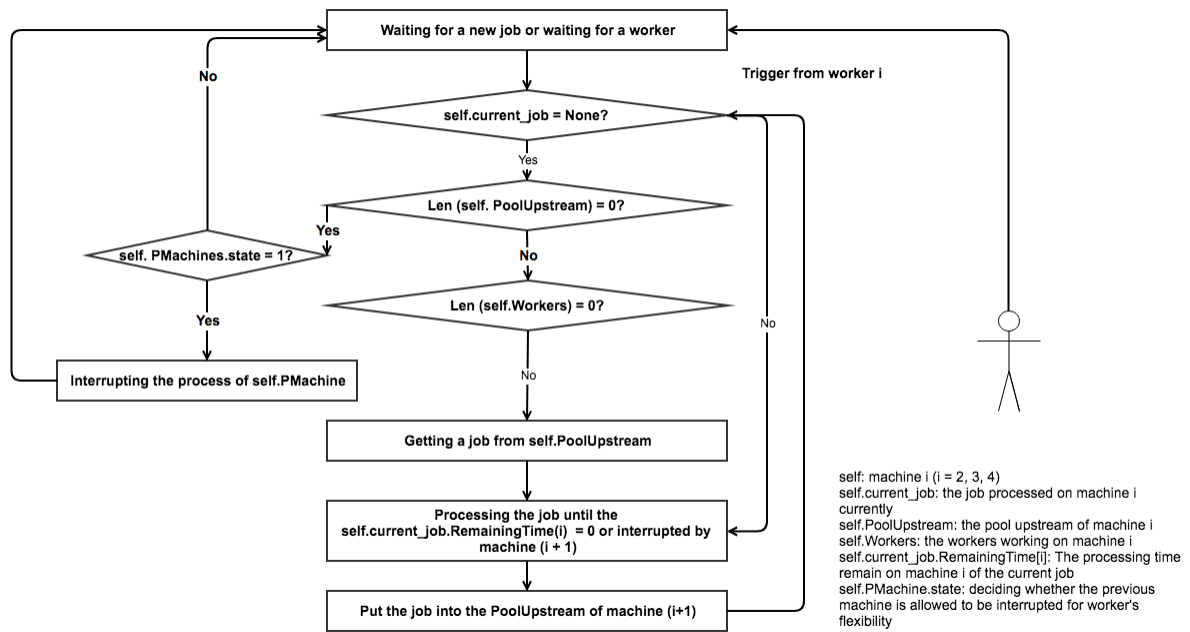 Waiting for a new job or waiting for a worker
No
Trigger from worker i
self.current_job = None?
Yes
Len (self. PoolUpstream) = 0?
Yes
self. PMachines.state = 1?
No
Len (self.Workers) = 0?
Yes
No
Interrupting the process of self.PMachine
No
Getting a job from self.PoolUpstream
Processing the job until the
self.current_job.RemainingTime(i) = 0 or interrupted by
machine (i + 1)
Put the job into the PoolUpstream of machine (i+1)
self: machine i (i = 2, 3, 4)
self.current_job: the job processed on machine i
currently
self.PoolUpstream: the pool upstream of machine i
self.Workers: the workers working on machine i
self.current_job.RemainingTime[i]: The processing time
remain on machine i of the current job
self.PMachine.state: deciding whether the previous
machine is allowed to be interrupted for worker's
flexibility